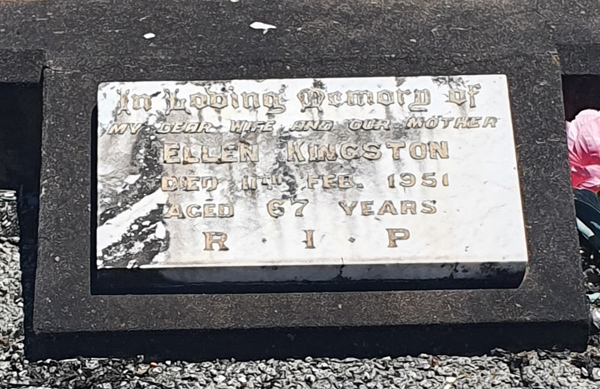 In Loving Memory of
MY DEAR WIFE AND OUR MOTHER
ELLEN KINGSTON
DIED 11TH FEB. 1951
AGED 67 YEARS
R · I · P